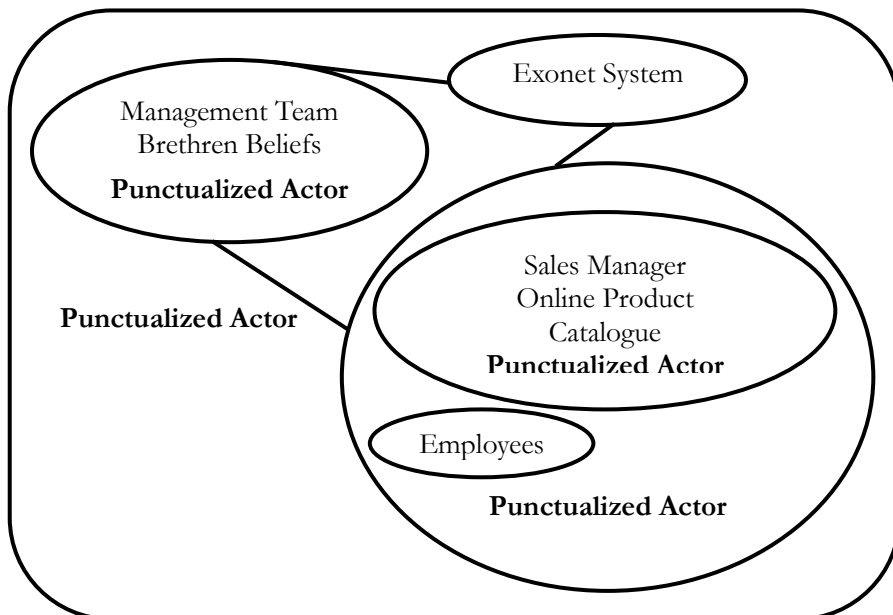 Exonet System
Management Team
Brethren Beliefs
Punctualized Actor
Sales Manager
Online Product
Catalogue
Punctualized Actor
Punctualized Actor
Employees
Punctualized Actor